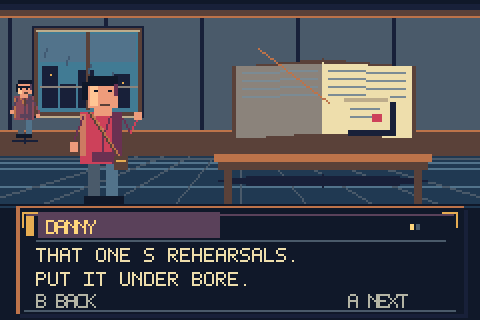 DANNY
THAT ONE S REHEARSALS.
PUT IT UNDER BORE.
B BACK
A NEXT